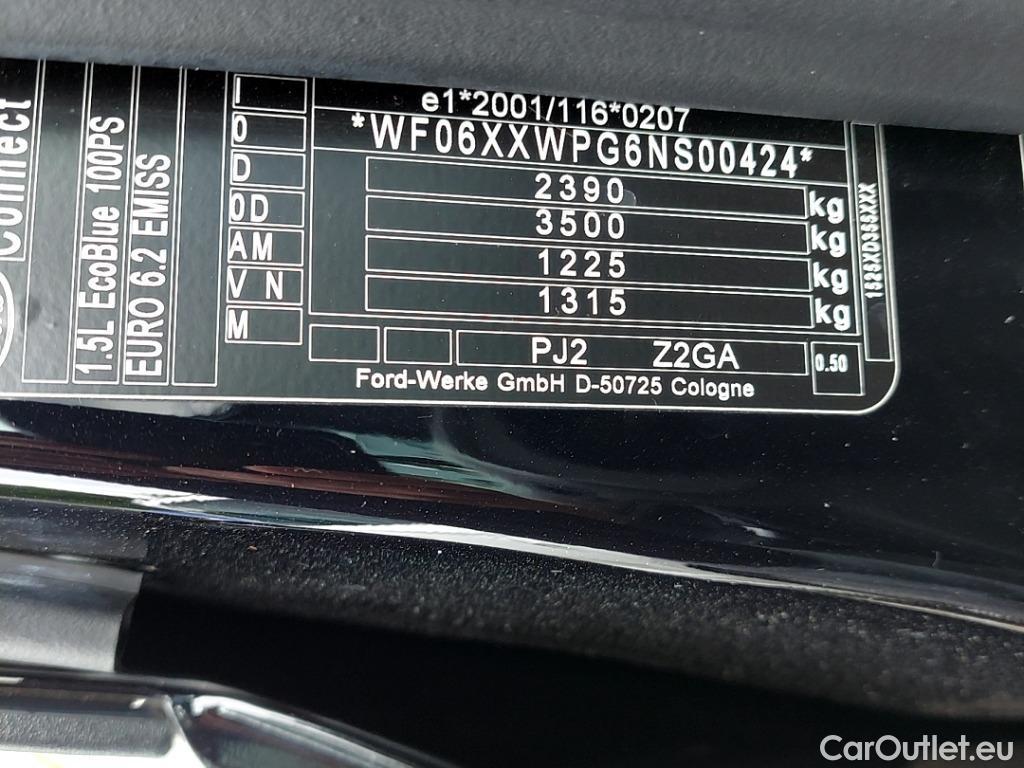 Connect
1.5L EcoBlue 100PS
EURO 6.2 EMISS
I
0
D
0D
AM
V N
M
e1*2001/116*0207
*WF06XXWPG6NS00424*
2390 kg
3500 kg
1225 kg
1315 kg
PJ2 Z2GA
0.50
Ford-Werke GmbH D-50725 Cologne
CarOutlet.eu